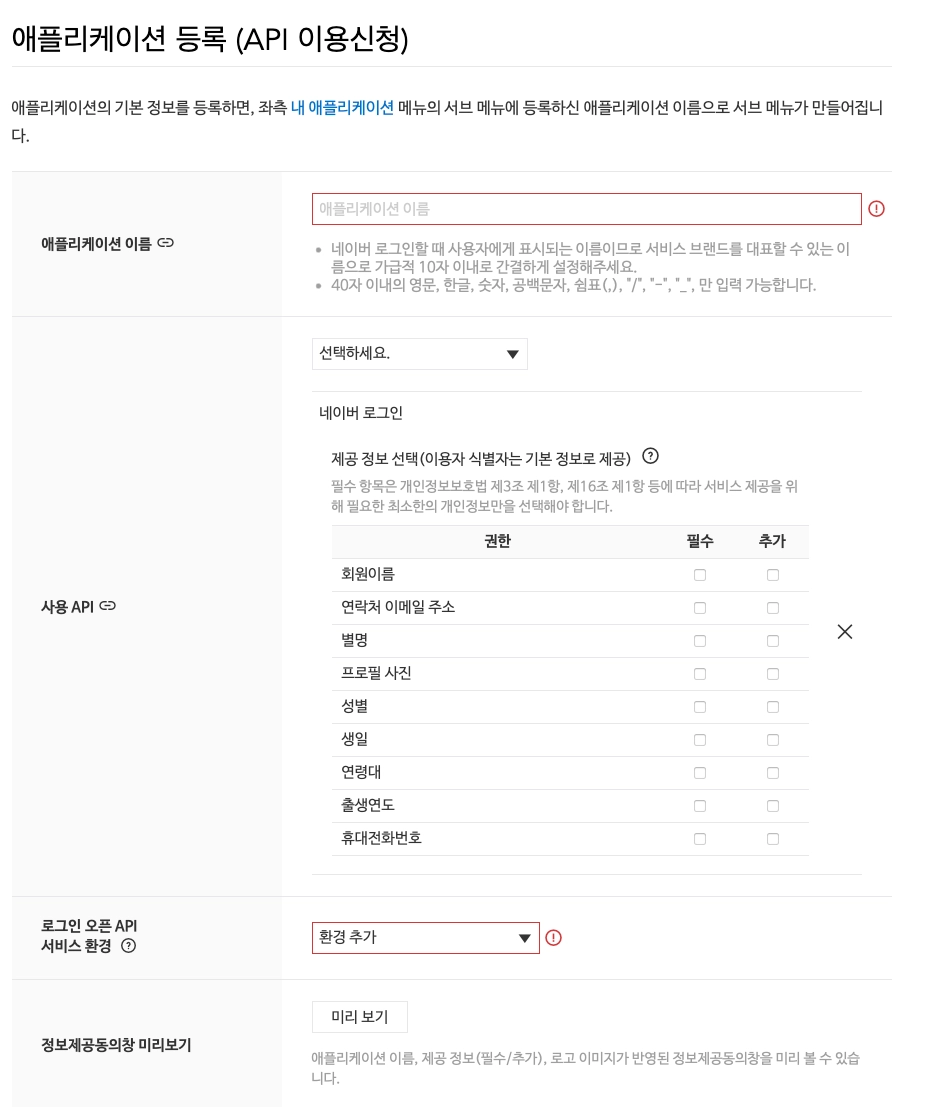 애플리케이션 등록 (API 이용신청)
애플리케이션의 기본 정보를 등록하면, 좌측 내 애플리케이션 메뉴의 서브 메뉴에 등록하신 애플리케이션 이름으로 서브 메뉴가 만들어집니
다.
애플리케이션 이름
애플리케이션 이름
• 네이버 로그인할 때 사용자에게 표시되는 이름이므로 서비스 브랜드를 대표할 수 있는 이
름으로 가급적 10자 이내로 간결하게 설정해주세요.
• 40자 이내의 영문, 한글, 숫자, 공백문자, 쉼표(,), "/", "-", "_", 만 입력 가능합니다.
사용 API
선택하세요.
네이버 로그인
제공 정보 선택(이용자 식별자는 기본 정보로 제공)
필수 항목은 개인정보보호법 제3조 제1항, 제16조 제1항 등에 따라 서비스 제공을 위
해 필요한 최소한의 개인정보만을 선택해야 합니다.
권한 필수 추가
회원이름
연락처 이메일 주소
별명
프로필 사진
성별
생일
연령대
출생연도
휴대전화번호
로그인 오픈 API
서비스 환경
환경 추가
정보제공동의창 미리보기
미리 보기
애플리케이션 이름, 제공 정보(필수/추가), 로고 이미지가 반영된 정보제공동의창을 미리 볼 수 있습
니다.